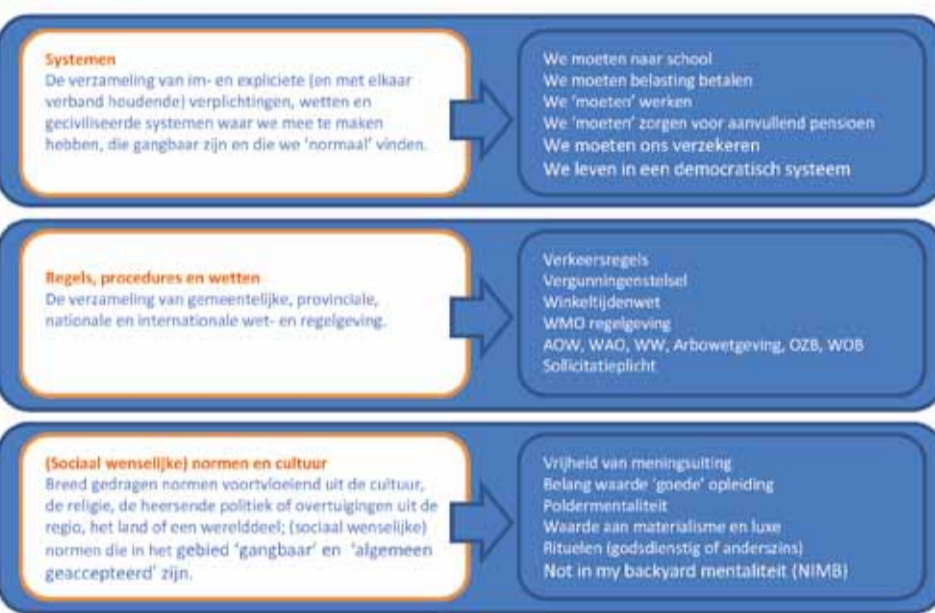 Systemen
De verzameling van im- en expliciete (en met elkaar
verband houdende) verplichtingen, wetten en
geciviliseerde systemen waar we mee te maken
hebben, die gangbaar zijn en die we 'normaal' vinden.
We moeten naar school
We moeten belasting betalen
We 'moeten' werken
We 'moeten' zorgen voor aanvullend pensioen
We moeten ons verzekeren
We leven in een democratisch systeem
Regels, procedures en wetten
De verzameling van gemeentelijke, provinciale,
nationale en internationale wet- en regelgeving.
Verkeersregels
Vergunningenstelsel
Winkeltijdenwet
WMO regelgeving
AOW, WAO, WW, Arbowetgeving, OZB, WOB
Sollicitatieplicht
(Sociaal wenselijke) normen en cultuur
Breed gedragen normen voortvloeiend uit de cultuur,
de religie, de heersende politiek of overtuigingen uit de
regio, het land of een werelddeel; (sociaal wenselijke)
normen die in het gebied 'gangbaar' en 'algemeen
geaccepteerd' zijn.
Vrijheid van meningsuiting
Belang waarde 'goede' opleiding
Poldermentaliteit
Waarde aan materialisme en luxe
Rituelen (godsdienstig of anderszins)
Not in my backyard mentaliteit (NIMB)